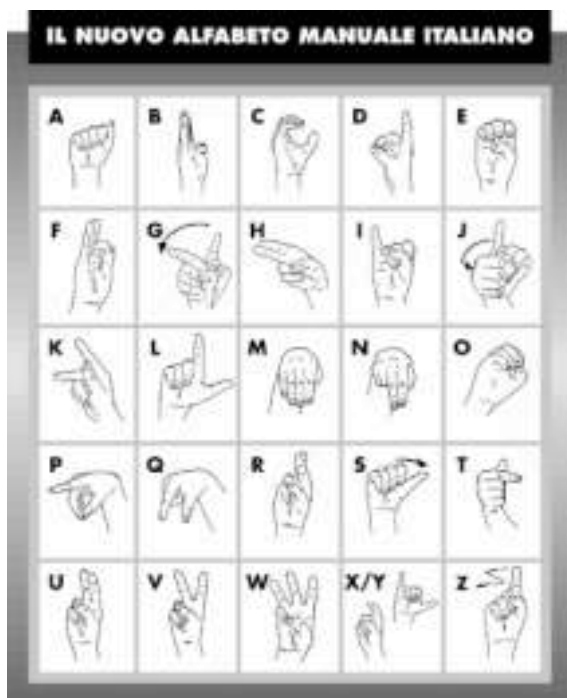 IL NUOVO ALFABETO MANUALE ITALIANO
A B C D E
F G H I J
K L M N O
P Q R S T
U V W X/Y Z